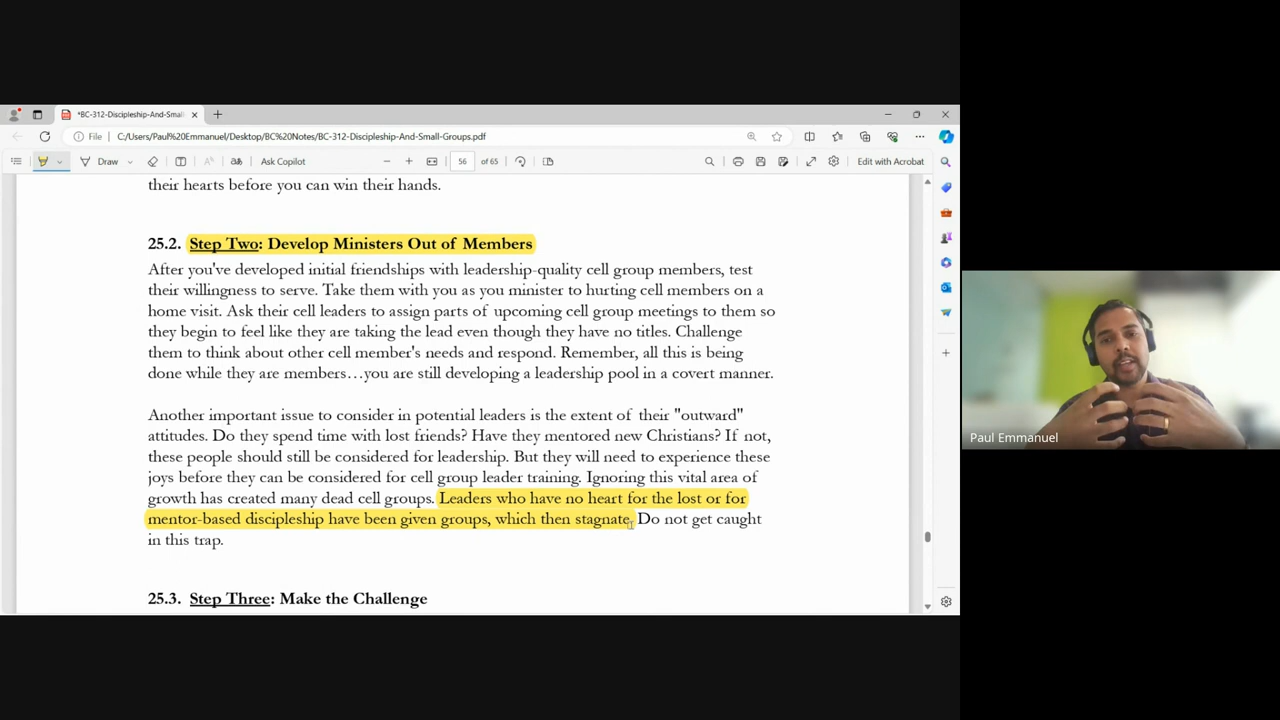 *BC-312-Discipleship-And-Small
File
C:/Users/Paul%20Emmanuel/Desktop/BC%20Notes/BC-312-Discipleship-And-Small-Groups.pdf
Draw
Ask Copilot
56 of 65
Edit with Acrobat
their hearts before you can win their hands.
25.2. Step Two: Develop Ministers Out of Members
After you've developed initial friendships with leadership-quality cell group members, test
their willingness to serve. Take them with you as you minister to hurting cell members on a
home visit. Ask their cell leaders to assign parts of upcoming cell group meetings to them so
they begin to feel like they are taking the lead even though they have no titles. Challenge
them to think about other cell member's needs and respond. Remember, all this is being
done while they are members…you are still developing a leadership pool in a covert manner.
Another important issue to consider in potential leaders is the extent of their "outward"
attitudes. Do they spend time with lost friends? Have they mentored new Christians? If not,
these people should still be considered for leadership. But they will need to experience these
joys before they can be considered for cell group leader training. Ignoring this vital area of
growth has created many dead cell groups. Leaders who have no heart for the lost or for
mentor-based discipleship have been given groups, which then stagnate. Do not get caught
in this trap.
25.3. Step Three: Make the Challenge
Paul Emmanuel